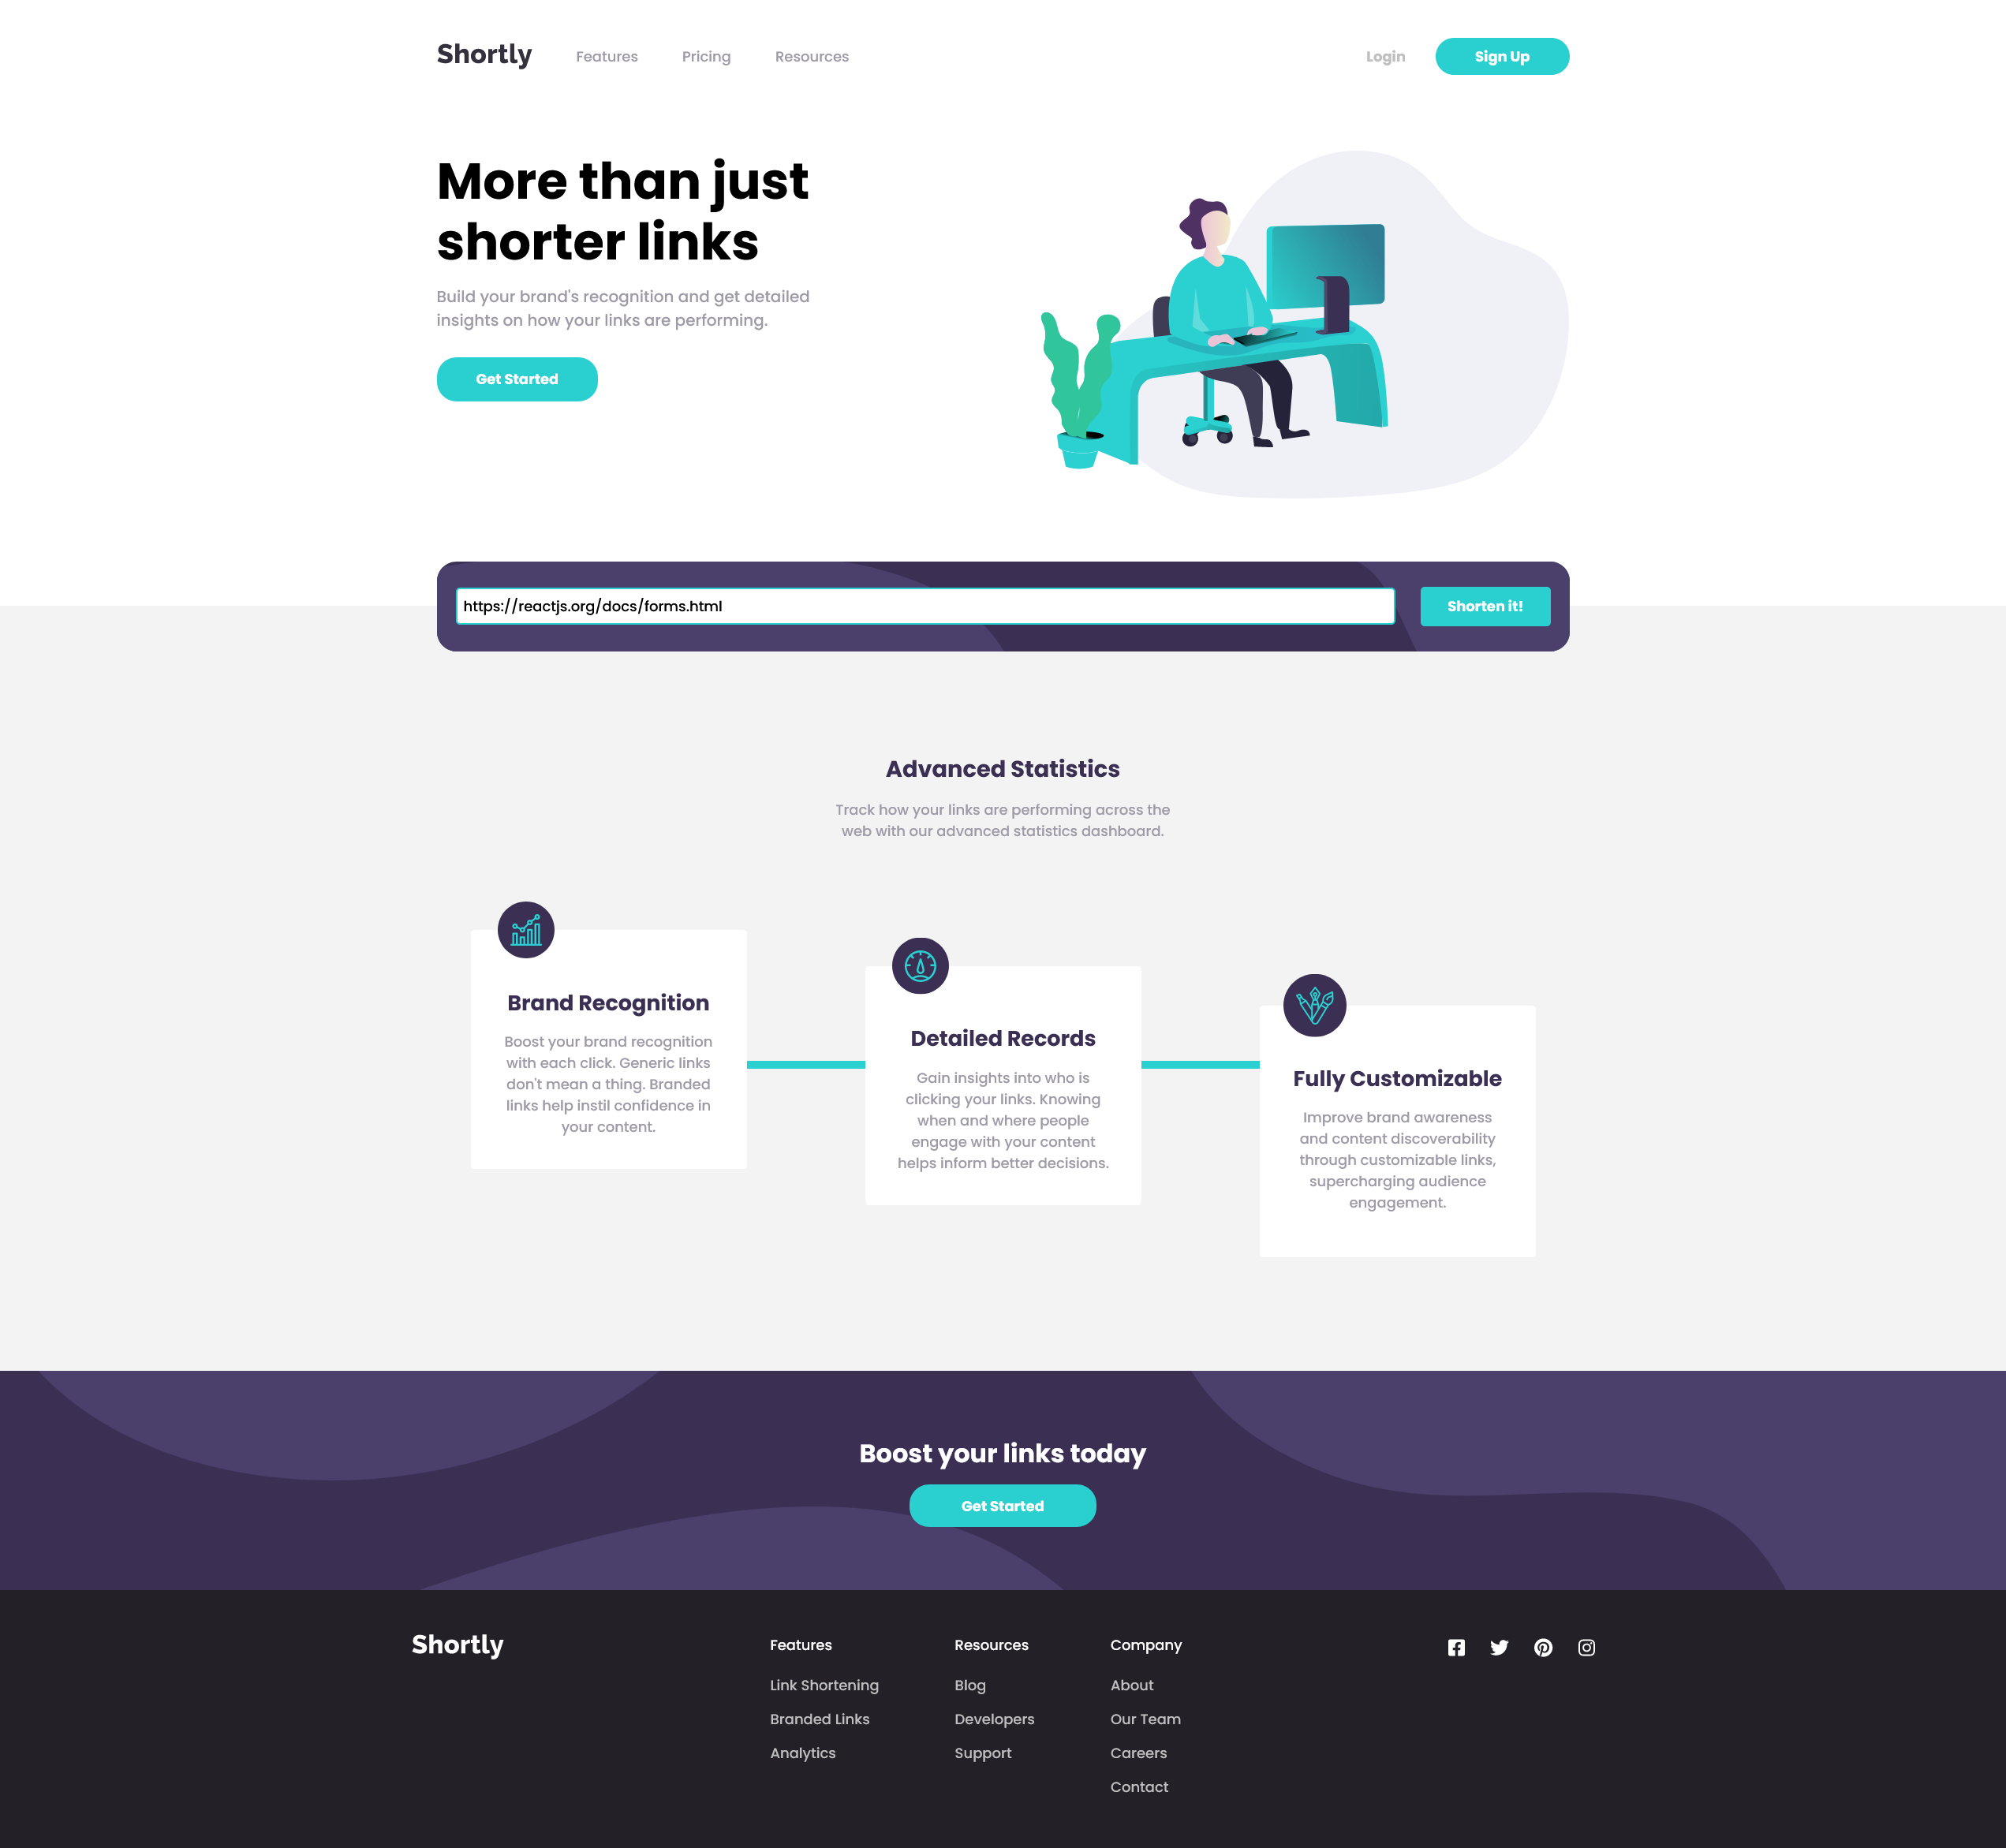 Shortly
Features
Pricing
Resources
Login
Sign Up
More than just
shorter links
Build your brand's recognition and get detailed
insights on how your links are performing.
Get Started
https://reactjs.org/docs/forms.html
Shorten it!
Advanced Statistics
Track how your links are performing across the
web with our advanced statistics dashboard.
Brand Recognition
Boost your brand recognition
with each click. Generic links
don't mean a thing. Branded
links help instil confidence in
your content.
Detailed Records
Gain insights into who is
clicking your links. Knowing
when and where people
engage with your content
helps inform better decisions.
Fully Customizable
Improve brand awareness
and content discoverability
through customizable links,
supercharging audience
engagement.
Boost your links today
Get Started
Shortly
Features
Link Shortening
Branded Links
Analytics
Resources
Blog
Developers
Support
Company
About
Our Team
Careers
Contact